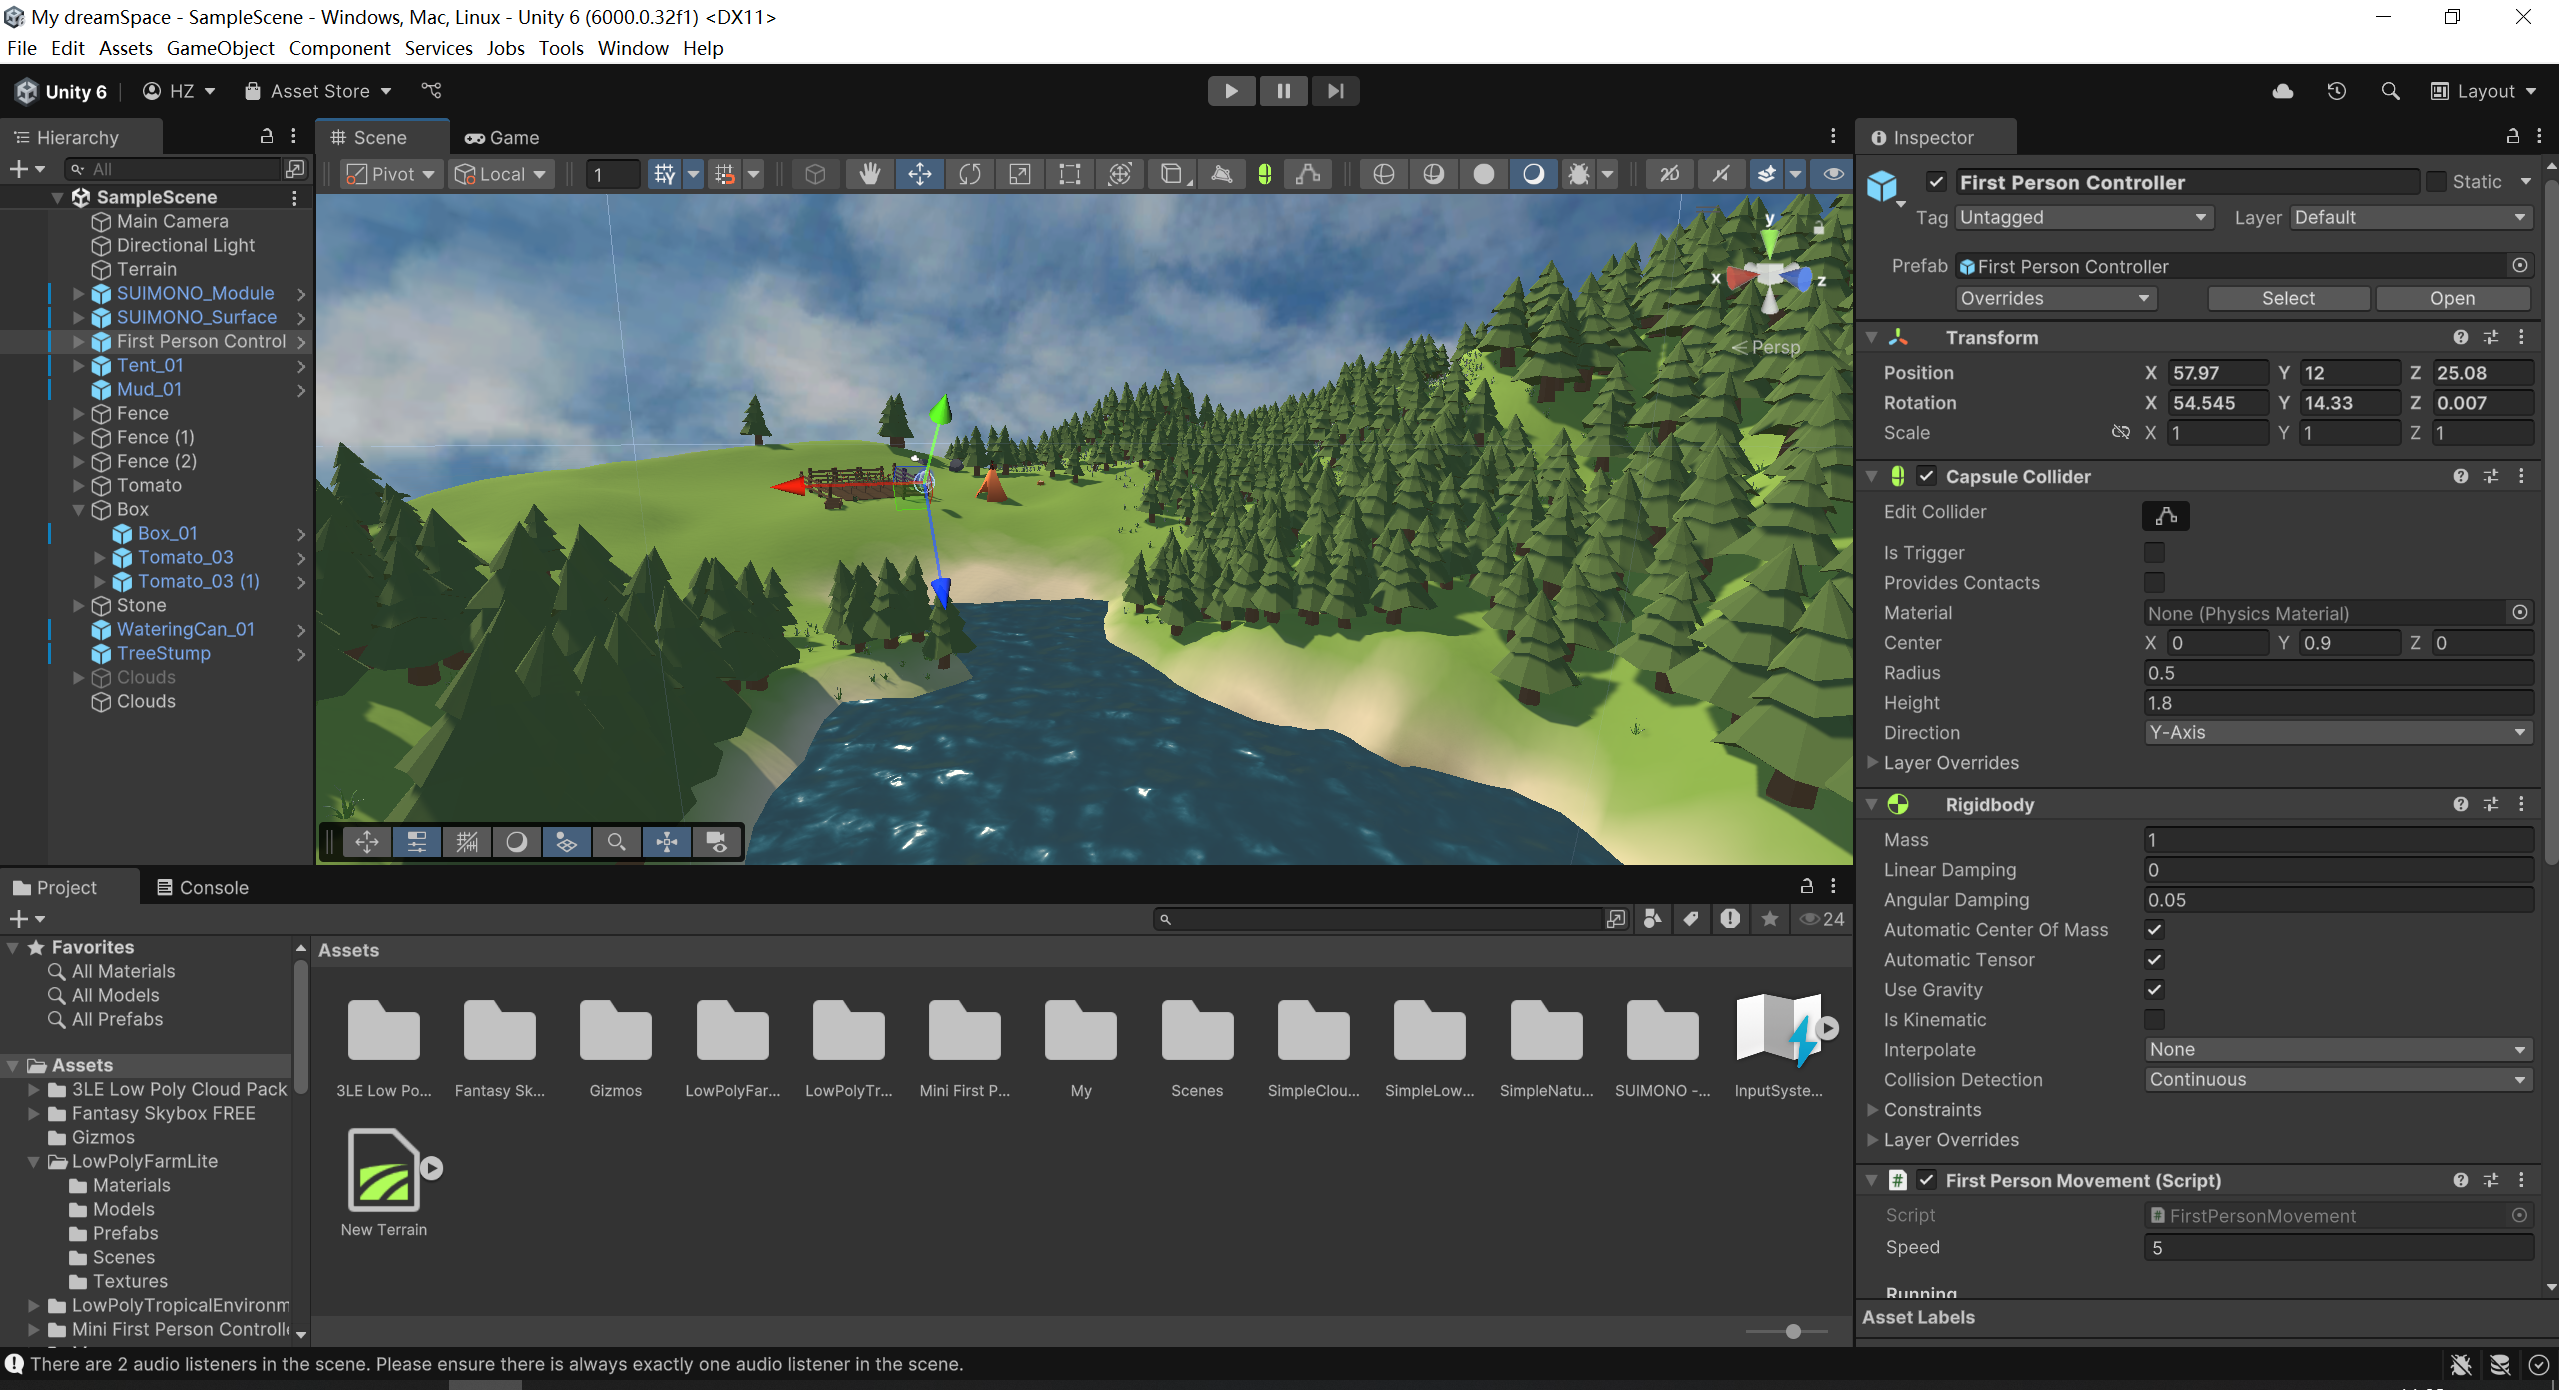 My dreamSpace - SampleScene - Windows, Mac, Linux - Unity 6 (6000.0.32f1) <DX11>
File Edit Assets GameObject Component Services Jobs Tools Window Help
Unity 6 HZ Asset Store Layout
Hierarchy
All
SampleScene
Main Camera
Directional Light
Terrain
SUIMONO_Module
SUIMONO_Surface
First Person Control
Tent_01
Mud_01
Fence
Fence (1)
Fence (2)
Tomato
Box
Box_01
Tomato_03
Tomato_03 (1)
Stone
WateringCan_01
TreeStump
Clouds
Clouds
Scene Game
Pivot Local 1 2D
y
x z
Persp
Inspector
First Person Controller Static
Tag Untagged Layer Default
Prefab First Person Controller
Overrides Select Open
Transform
Position X 57.97 Y 12 Z 25.08
Rotation X 54.545 Y 14.33 Z 0.007
Scale X 1 Y 1 Z 1
Capsule Collider
Edit Collider
Is Trigger
Provides Contacts
Material None (Physics Material)
Center X 0 Y 0.9 Z 0
Radius 0.5
Height 1.8
Direction Y-Axis
Layer Overrides
Rigidbody
Mass 1
Linear Damping 0
Angular Damping 0.05
Automatic Center Of Mass
Automatic Tensor
Use Gravity
Is Kinematic
Interpolate None
Collision Detection Continuous
Constraints
Layer Overrides
First Person Movement (Script)
Script FirstPersonMovement
Speed 5
Running
Asset Labels
Project Console
24
Favorites
All Materials
All Models
All Prefabs
Assets
3LE Low Poly Cloud Pack
Fantasy Skybox FREE
Gizmos
LowPolyFarmLite
Materials
Models
Prefabs
Scenes
Textures
LowPolyTropicalEnvironm
Mini First Person Controlle
Assets
3LE Low Po... Fantasy Sk... Gizmos LowPolyFar... LowPolyTr... Mini First P... My Scenes SimpleClou... SimpleLow... SimpleNatu... SUIMONO -... InputSyste...
New Terrain
There are 2 audio listeners in the scene. Please ensure there is always exactly one audio listener in the scene.